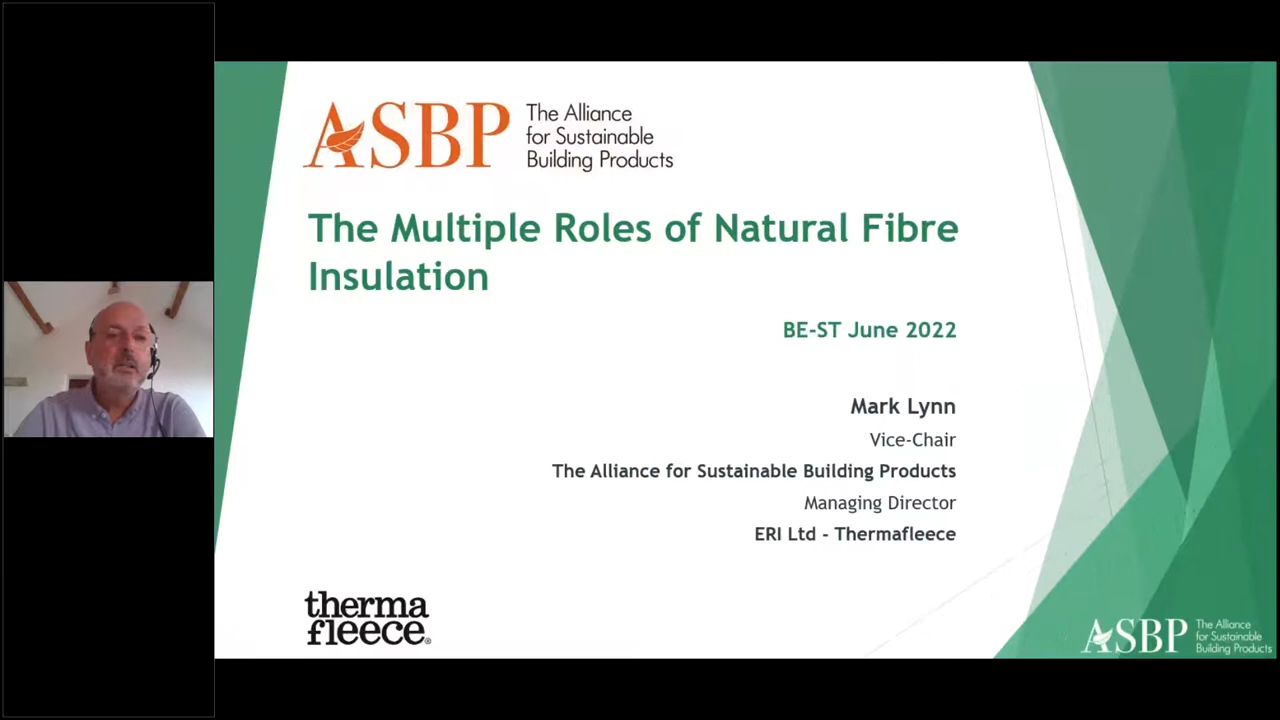 ASBP
The Alliance
for Sustainable
Building Products
The Multiple Roles of Natural Fibre
Insulation
BE-ST June 2022
Mark Lynn
Vice-Chair
The Alliance for Sustainable Building Products
Managing Director
ERI Ltd - Thermafleece
therma
fleece®
ASBP
The Alliance
for Sustainable
Building Products